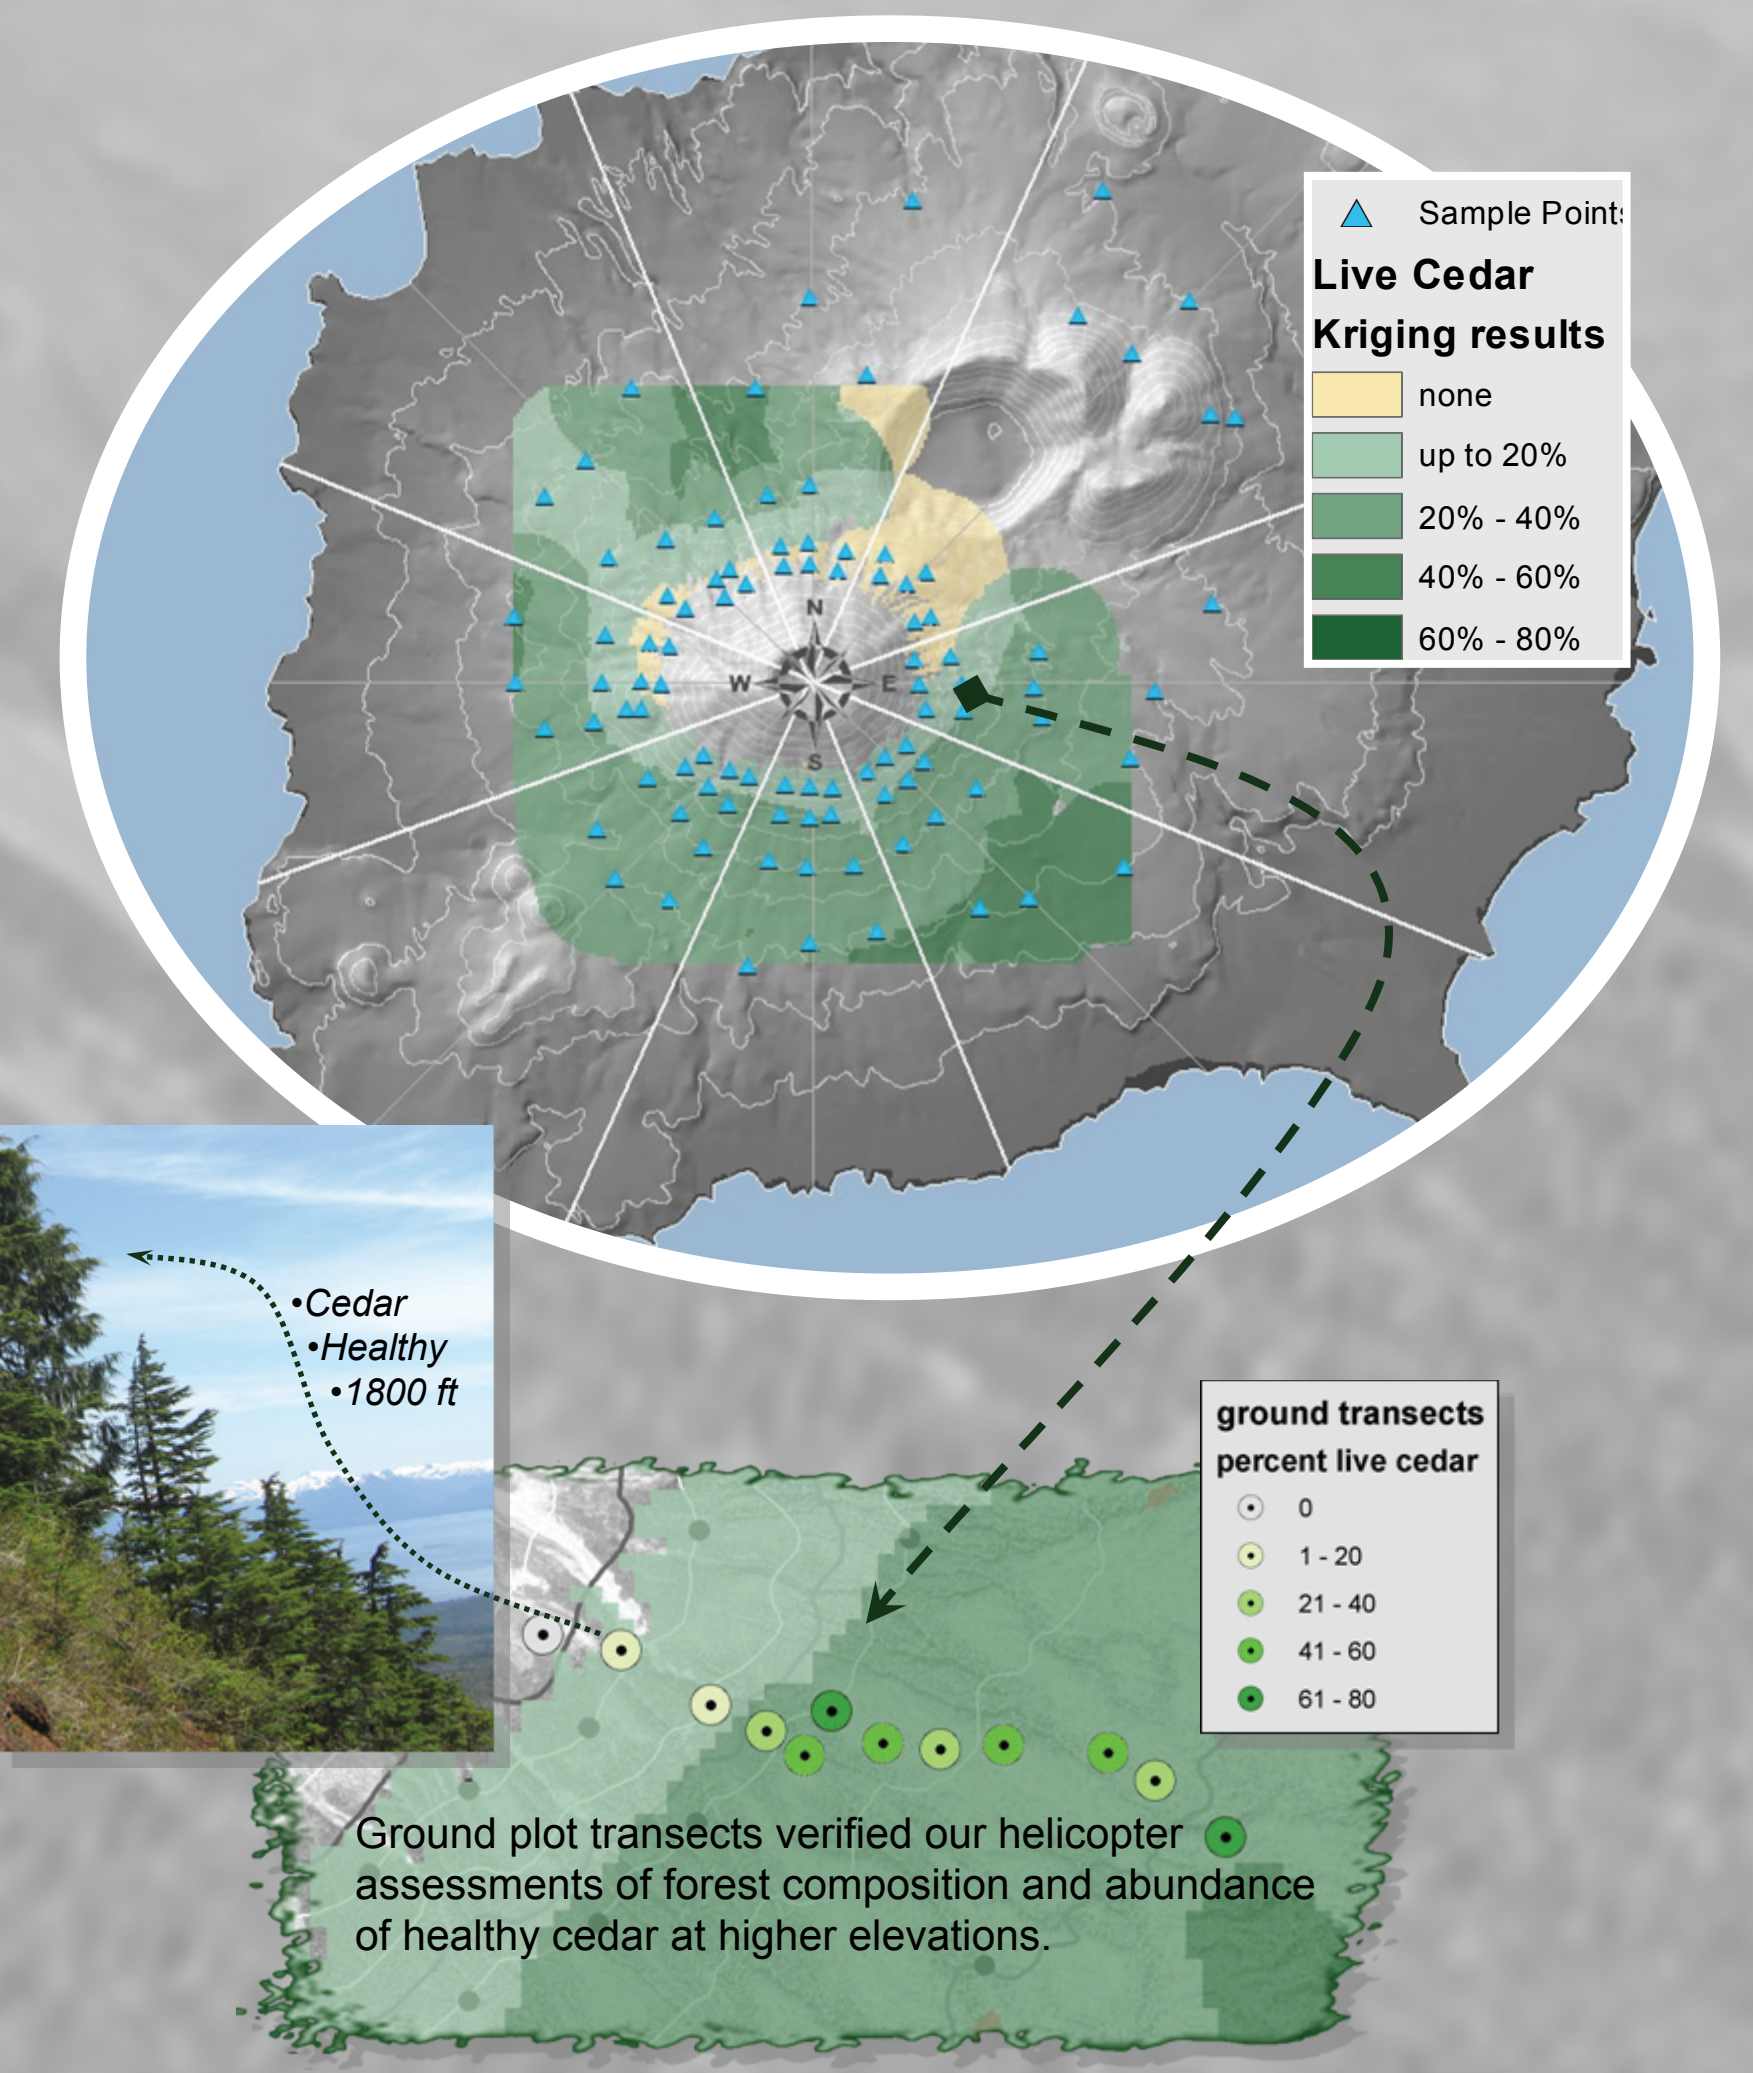 Sample Points
Live Cedar
Kriging results
none
up to 20%
20% - 40%
40% - 60%
60% - 80%
N
W
E
S
•Cedar
•Healthy
•1800 ft
ground transects
percent live cedar
0
1 - 20
21 - 40
41 - 60
61 - 80
Ground plot transects verified our helicopter
assessments of forest composition and abundance
of healthy cedar at higher elevations.